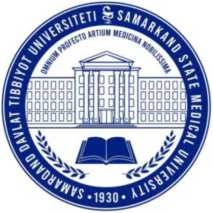 SAMARQAND DAVLAT TIBBIYOT UNIVERSITETI
SAMARKAND STATE MEDICAL UNIVERSITY
OMNIUM PROFECTO ARTIUM MEDICINA NOBILISSIMA
• 1930 •